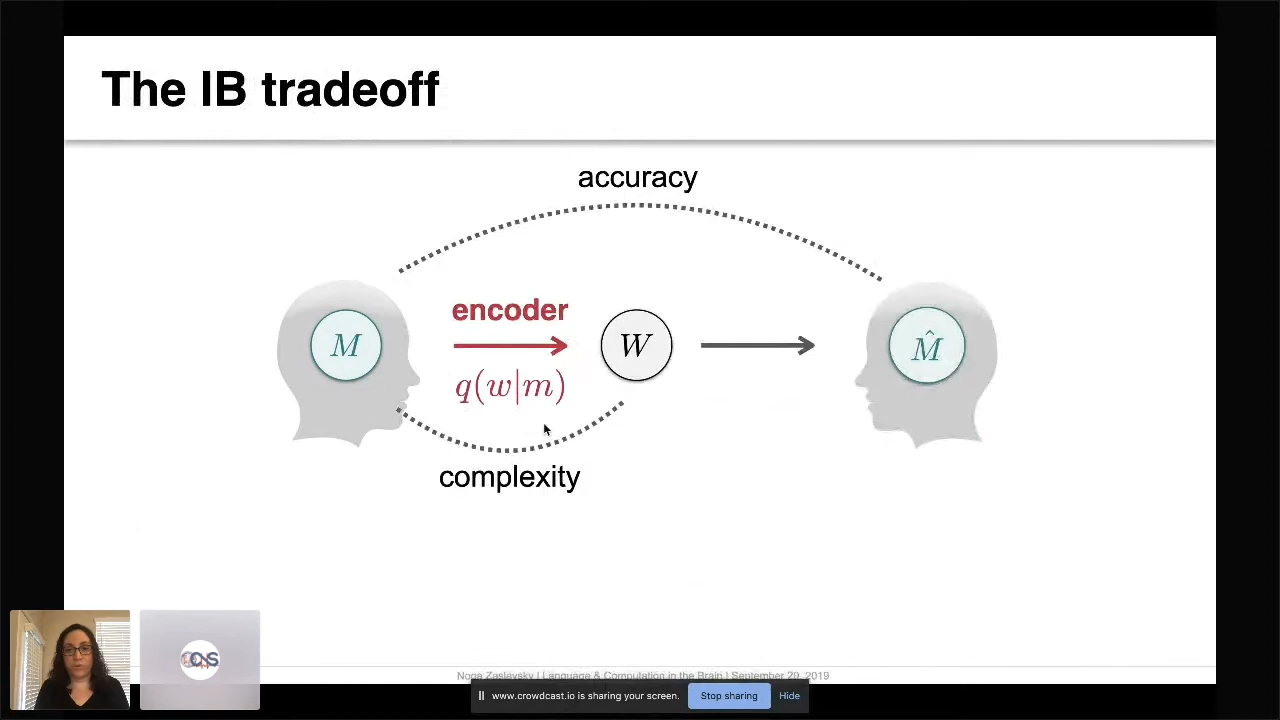 The IB tradeoff
accuracy
M
encoder
q(w|m)
W
M̂
complexity
CNS
Noga Zaslavsky | Language & Computation in the Brain | September 20, 2019
www.crowdcast.io is sharing your screen.
Stop sharing
Hide